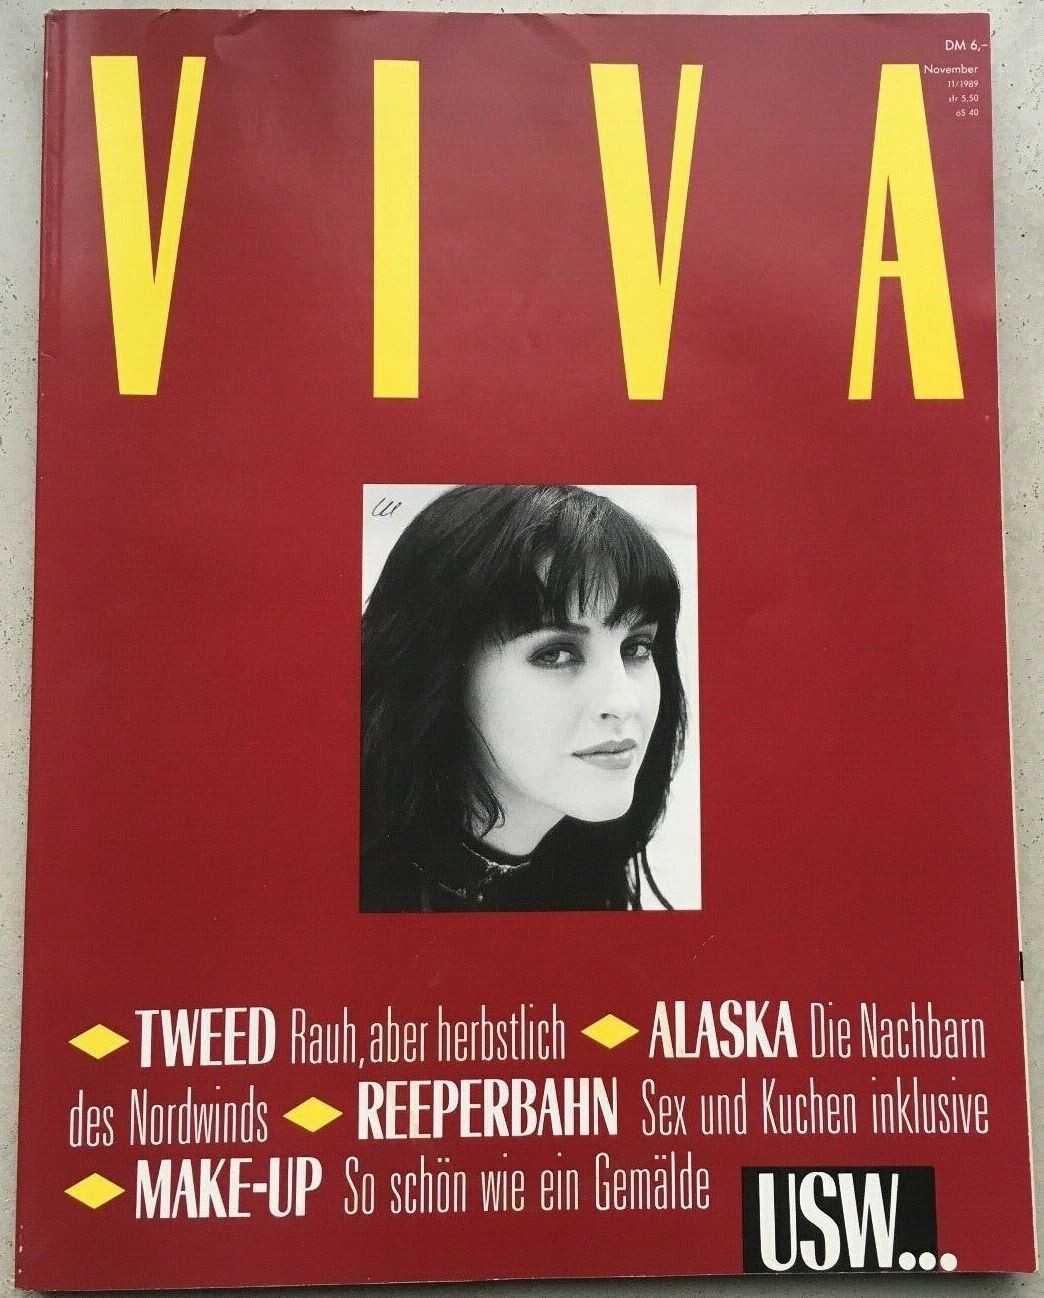 VIVA
DM 6,–
November
11/1989
sfr 5,50
öS 40
TWEED Rauh, aber herbstlich ALASKA Die Nachbarn
des Nordwinds REEPERBAHN Sex und Kuchen inklusive
MAKE-UP So schön wie ein Gemälde
USW...